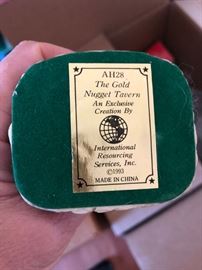 AH28
The Gold
Nugget Tavern
An Exclusive
Creation By
International
Resourcing
Services, Inc.
©1993
MADE IN CHINA